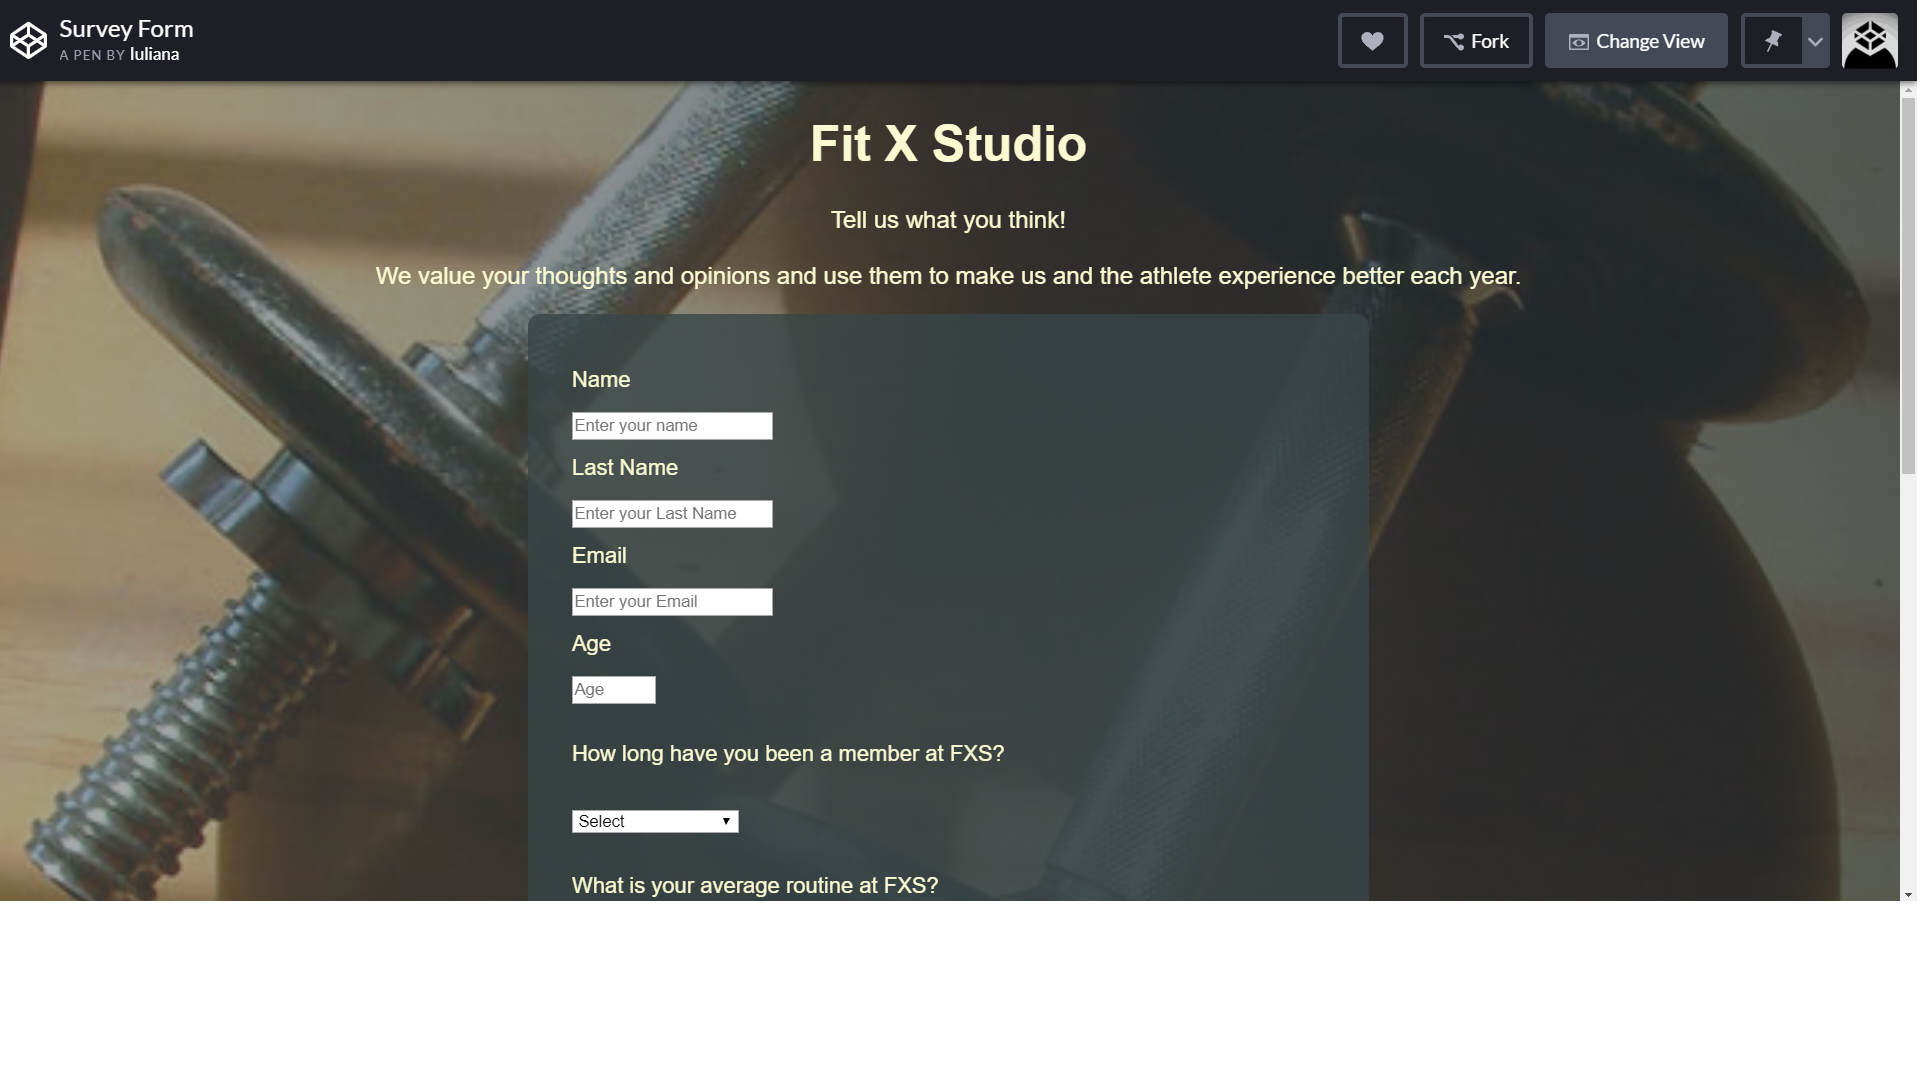 Survey Form
A PEN BY Iuliana
Fork
Change View
Fit X Studio
Tell us what you think!
We value your thoughts and opinions and use them to make us and the athlete experience better each year.
Name
Enter your name
Last Name
Enter your Last Name
Email
Enter your Email
Age
Age
How long have you been a member at FXS?
Select
What is your average routine at FXS?